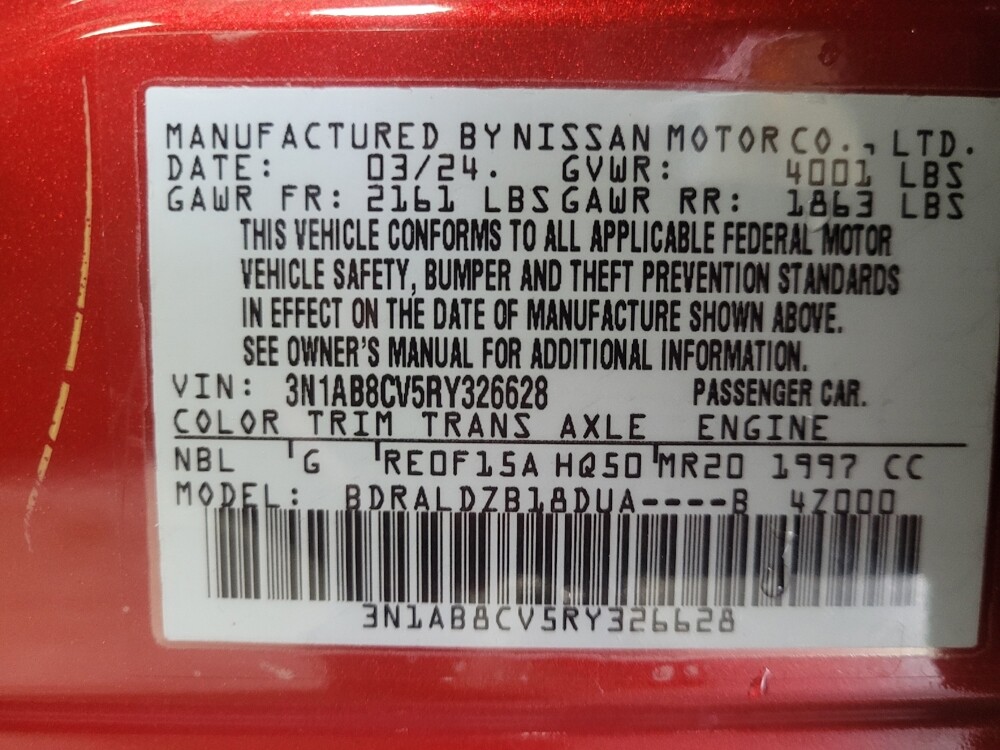 MANUFACTURED BY NISSAN MOTOR CO., LTD.
DATE: 03/24. GVWR: 4001 LBS
GAWR FR: 2161 LBS GAWR RR: 1863 LBS
THIS VEHICLE CONFORMS TO ALL APPLICABLE FEDERAL MOTOR
VEHICLE SAFETY, BUMPER AND THEFT PREVENTION STANDARDS
IN EFFECT ON THE DATE OF MANUFACTURE SHOWN ABOVE.
SEE OWNER'S MANUAL FOR ADDITIONAL INFORMATION.
VIN: 3N1AB8CV5RY326628 PASSENGER CAR.
COLOR TRIM TRANS AXLE ENGINE
NBL G RE0F15A HQ50 MR20 1997 CC
MODEL: BDRALDZB18DUA----B 4Z000
3N1AB8CV5RY326628